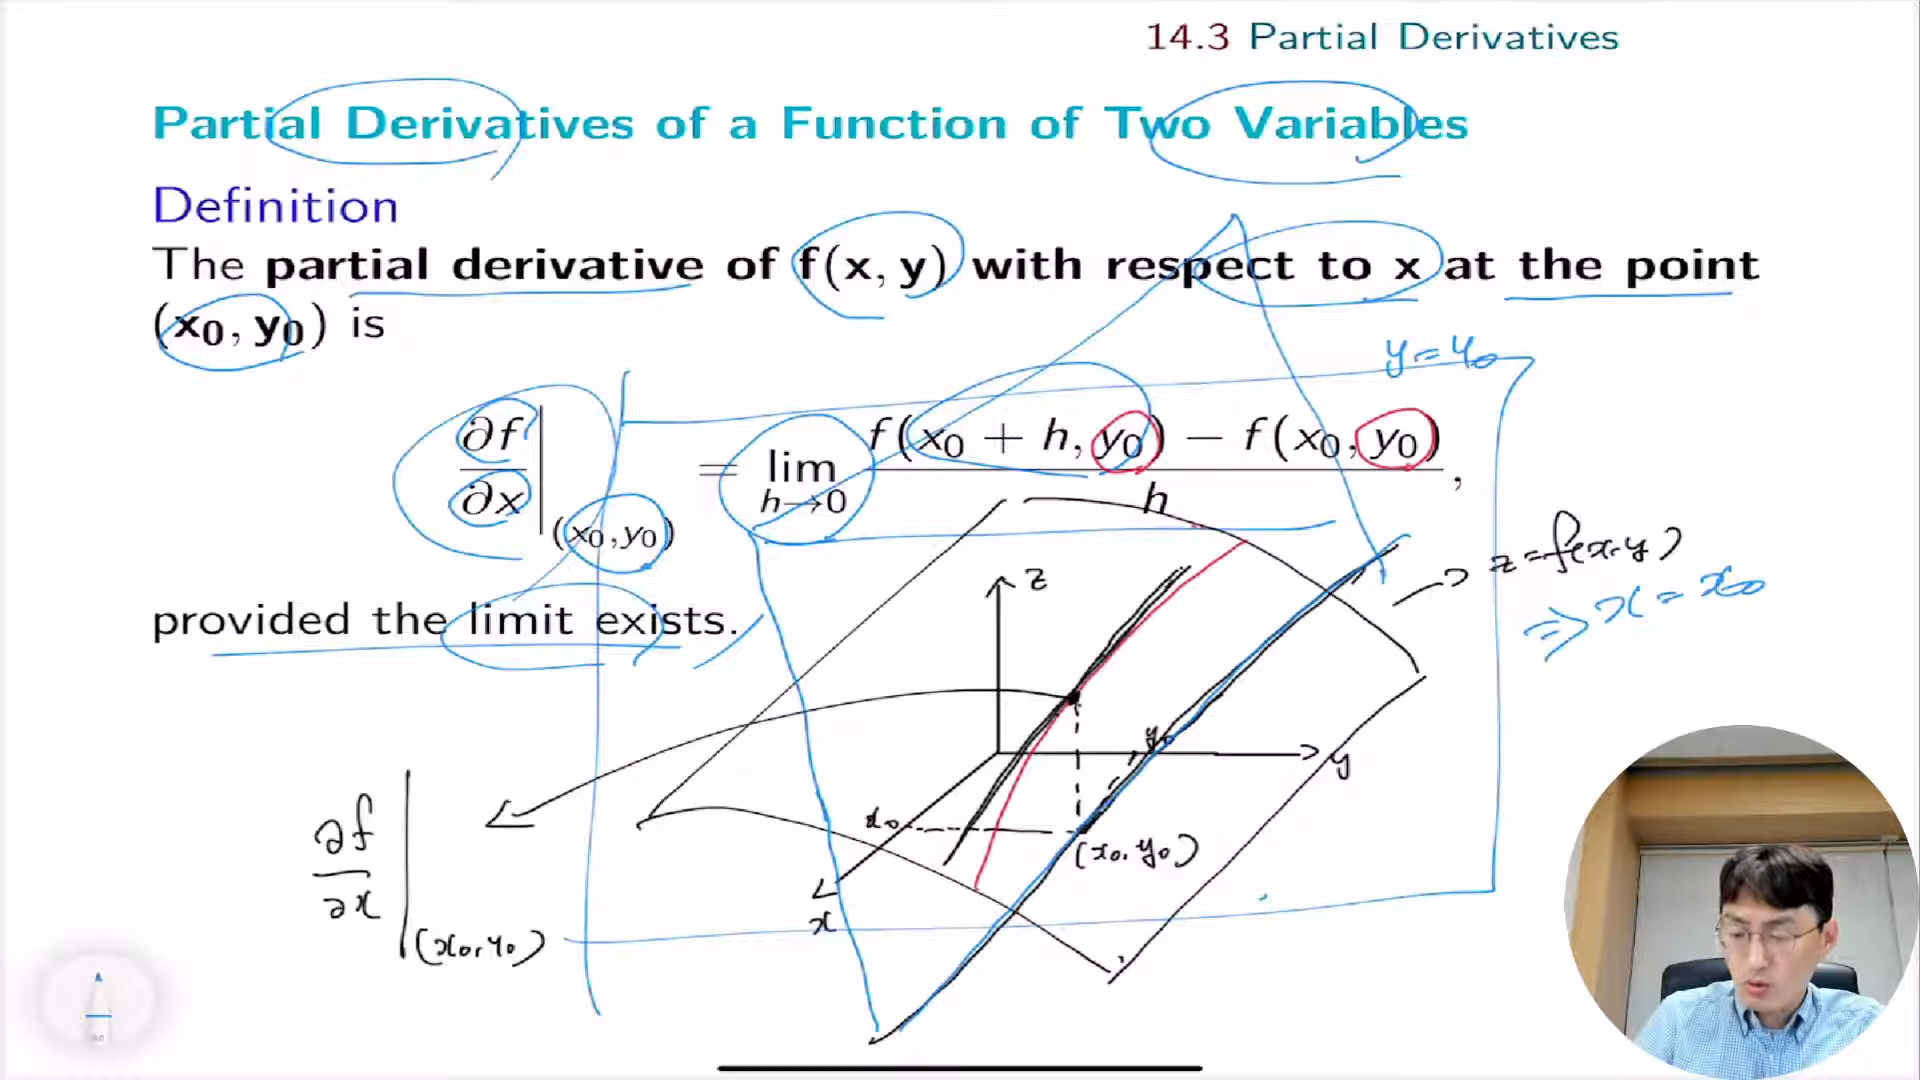 14.3 Partial Derivatives
Partial Derivatives of a Function of Two Variables
Definition
The partial derivative of f(x, y) with respect to x at the point
(x₀, y₀) is
y = y₀
∂f/∂x |(x₀,y₀) = lim h→0 f(x₀ + h, y₀) − f(x₀, y₀) / h ,
z = f(x, y)
⇒ x = x₀
provided the limit exists.
z
y₀
y
x₀
(x₀, y₀)
x
∂f/∂x |(x₀, y₀)